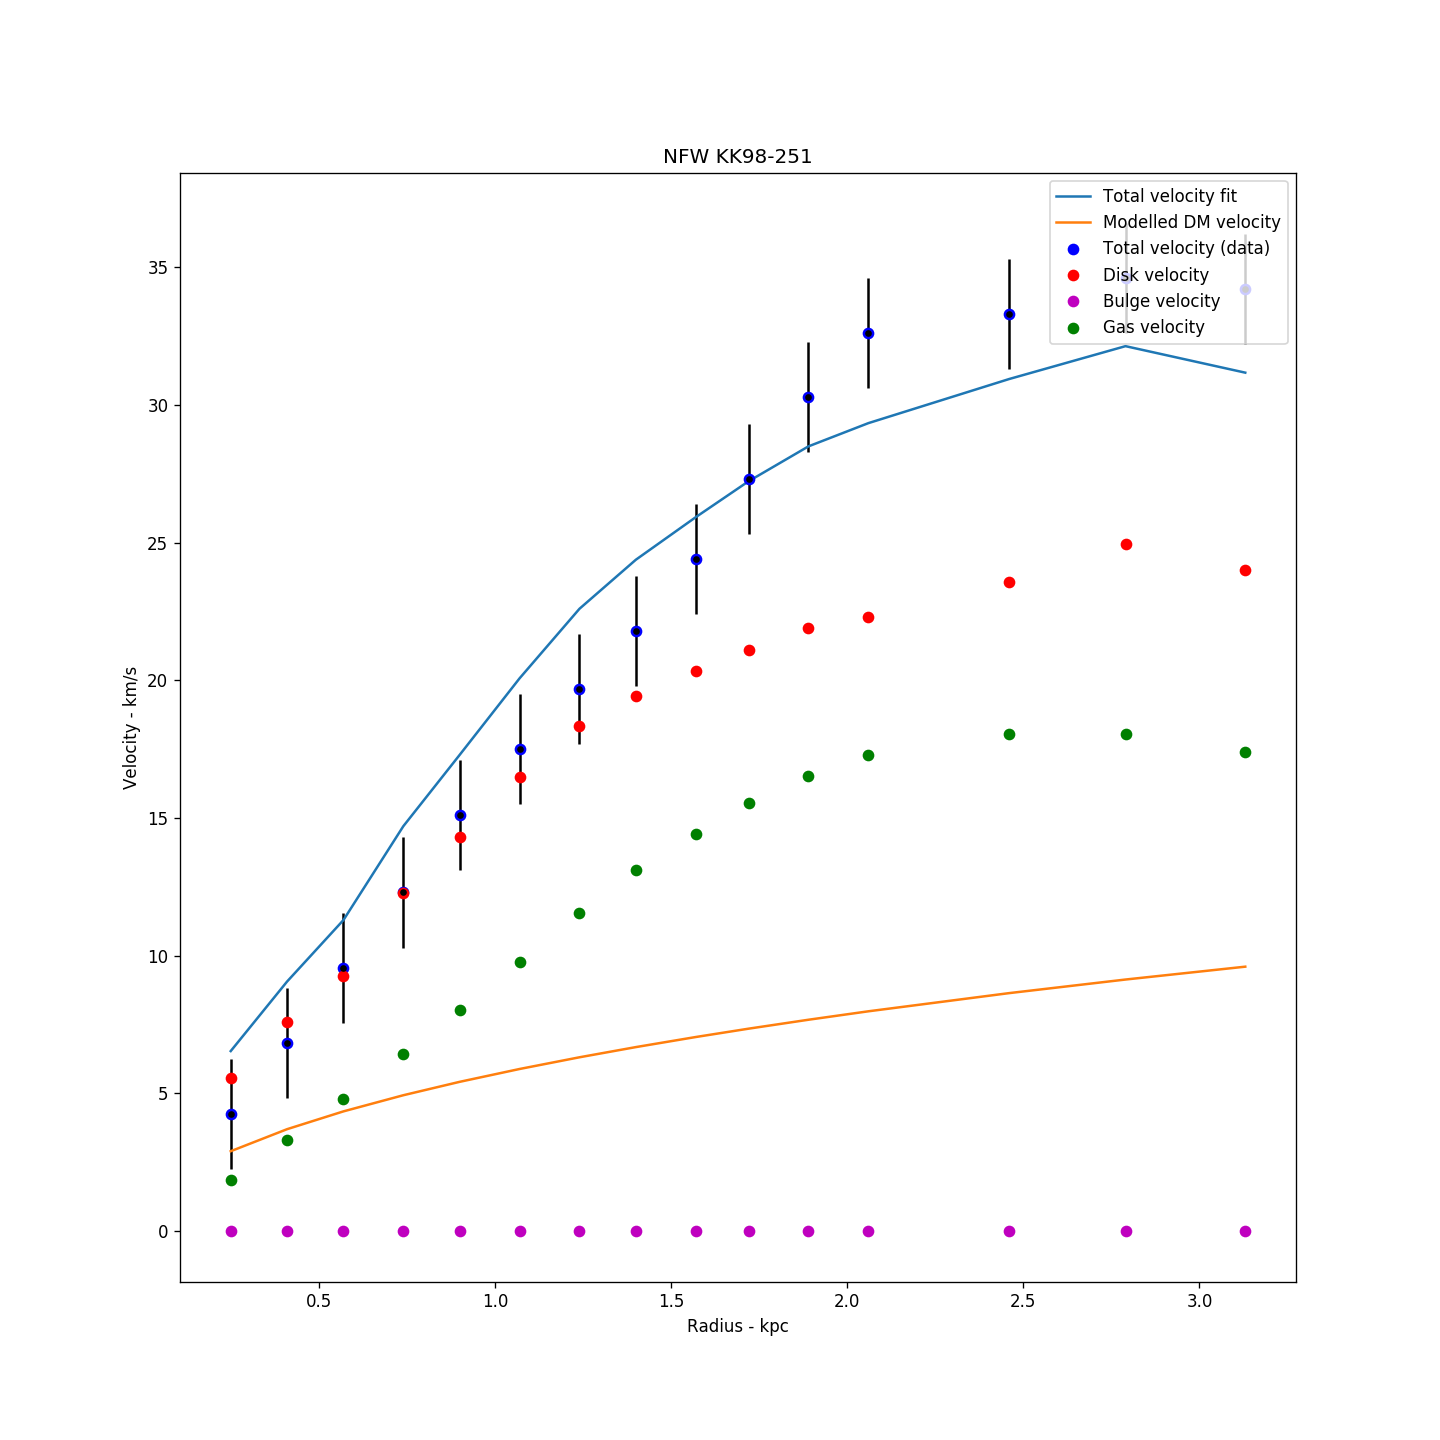 NFW KK98-251
Total velocity fit
Modelled DM velocity
Total velocity (data)
Disk velocity
Bulge velocity
Gas velocity
35
30
25
20
15
10
5
0
Velocity - km/s
0.5 1.0 1.5 2.0 2.5 3.0
Radius - kpc